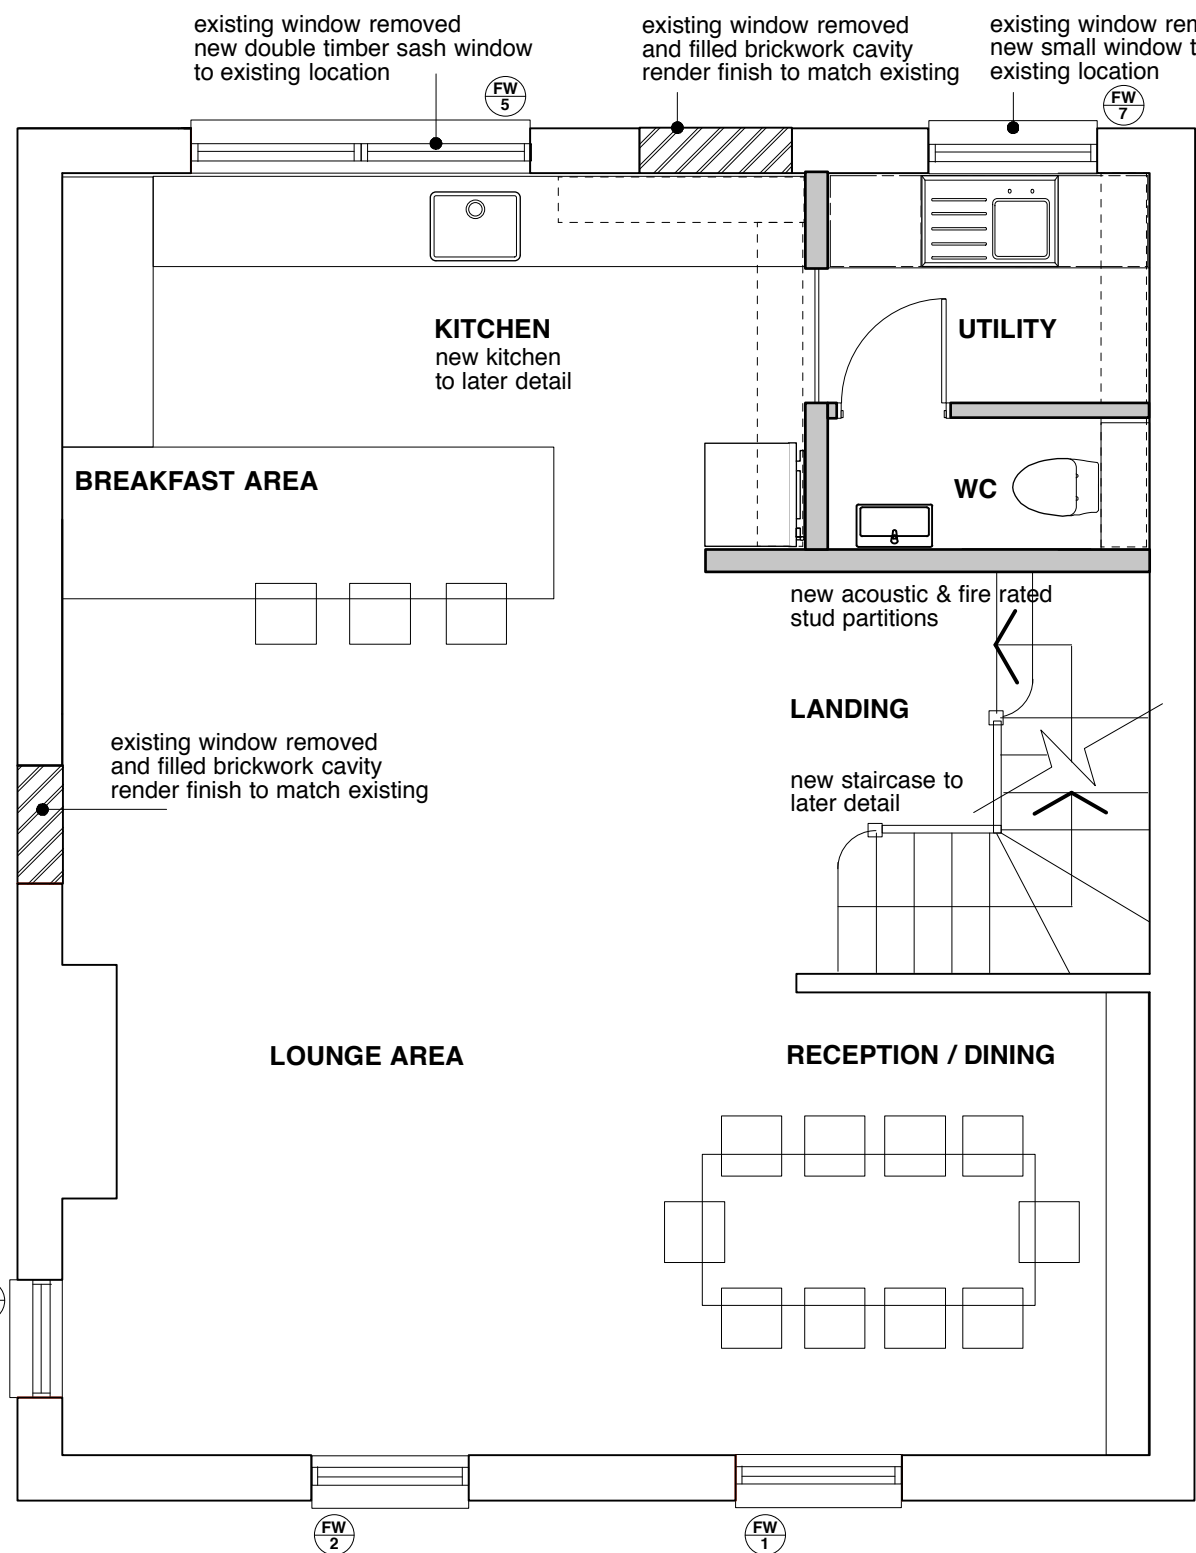 existing window removed
new double timber sash window
to existing location
FW
5
existing window removed
and filled brickwork cavity
render finish to match existing
existing window
new small window
existing location
FW
7
KITCHEN
new kitchen
to later detail
UTILITY
BREAKFAST AREA
WC
new acoustic & fire rated
stud partitions
LANDING
existing window removed
and filled brickwork cavity
render finish to match existing
new staircase to
later detail
LOUNGE AREA
RECEPTION / DINING
FW
2
FW
1